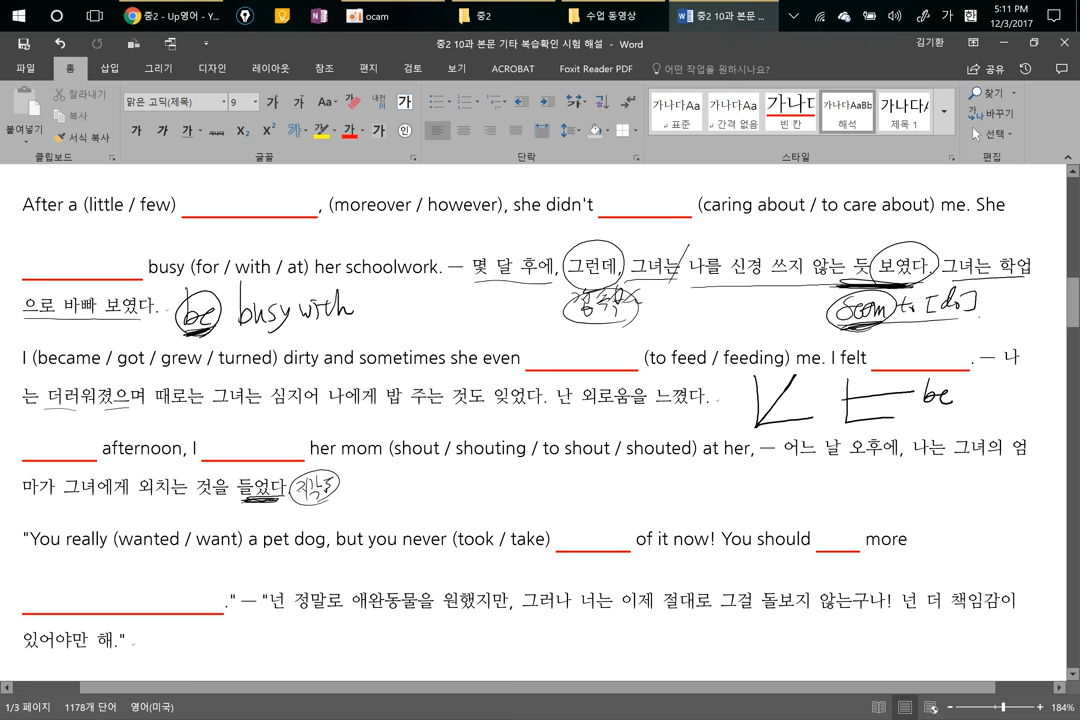 중2 - Up영어 - Y...
ocam
중2
수업 동영상
중2 10과 본문 ...
가
한
5:11 PM
12/3/2017
중2 10과 본문 기타 복습확인 시험 해설 - Word
김기환
파일 홈 삽입 그리기 디자인 레이아웃 참조 편지 검토 보기 ACROBAT Foxit Reader PDF 어떤 작업을 원하시나요? 공유
붙여넣기
잘라내기
복사
서식 복사
클립보드
맑은 고딕(제목) 9
글꼴
단락
가나다Aa 가나다Aa 가나다 가나다AaBb 가나다
표준 간격 없음 빈 칸 해석 제목 1
스타일
찾기
바꾸기
선택
편집
After a (little / few) ____, (moreover / however), she didn't ____ (caring about / to care about) me. She
____ busy (for / with / at) her schoolwork. — 몇 달 후에, 그런데, 그녀는 나를 신경 쓰지 않는 듯 보였다. 그녀는 학업
으로 바빠 보였다.
be busy with
seem to [do].
I (became / got / grew / turned) dirty and sometimes she even ____ (to feed / feeding) me. I felt ____. — 나
는 더러워졌으며 때로는 그녀는 심지어 나에게 밥 주는 것도 잊었다. 난 외로움을 느꼈다.
be
____ afternoon, I ____ her mom (shout / shouting / to shout / shouted) at her, — 어느 날 오후에, 나는 그녀의 엄
마가 그녀에게 외치는 것을 들었다.
지각동
"You really (wanted / want) a pet dog, but you never (took / take) ____ of it now! You should ____ more
____." — "넌 정말로 애완동물을 원했지만, 그러나 너는 이제 절대로 그걸 돌보지 않는구나! 넌 더 책임감이
있어야만 해."
1/3 페이지 1178개 단어 영어(미국)
184%